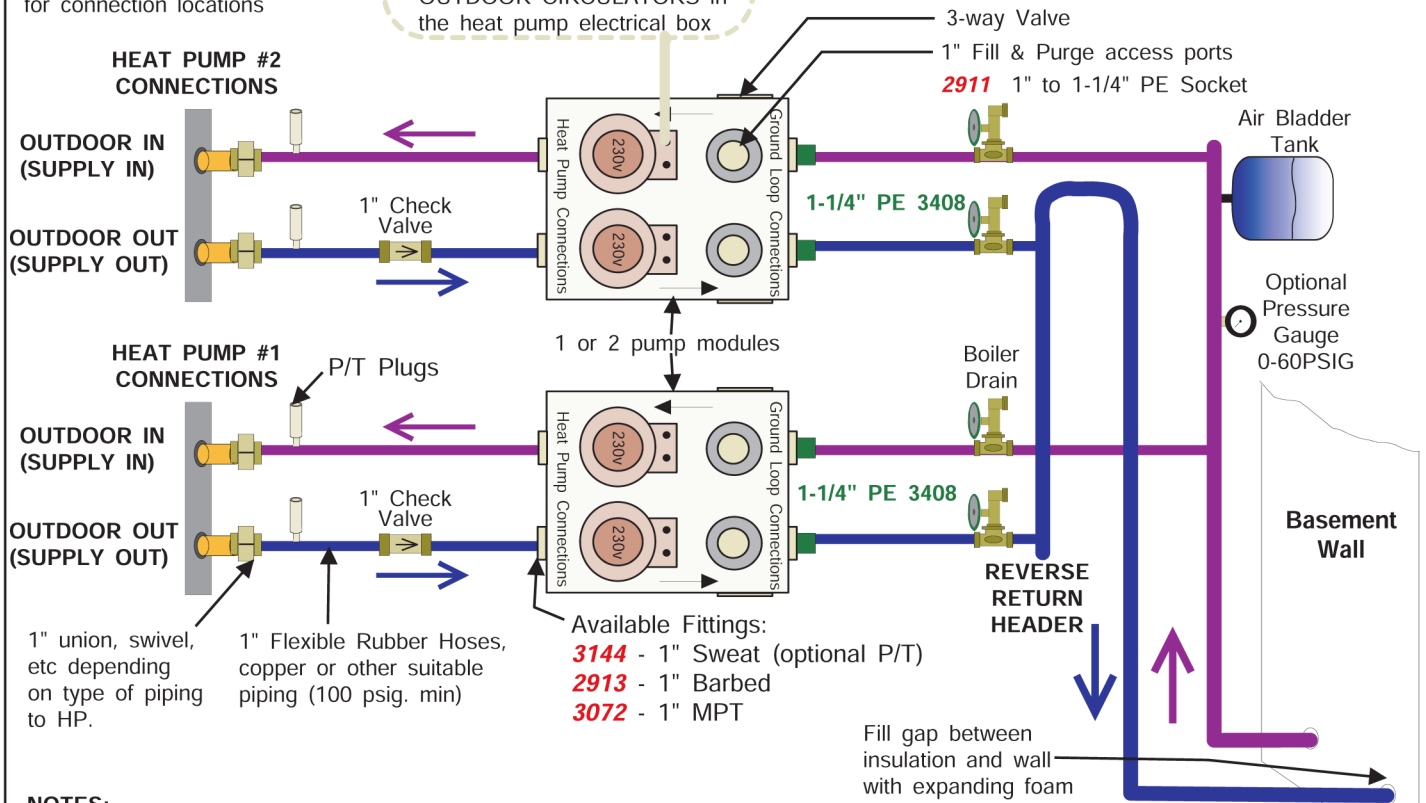 for connection locations
OUTDOOR CIRCULATORS in
the heat pump electrical box
3-way Valve
1" Fill & Purge access ports
2911 1" to 1-1/4" PE Socket
HEAT PUMP #2
CONNECTIONS
OUTDOOR IN
(SUPPLY IN)
OUTDOOR OUT
(SUPPLY OUT)
1" Check
Valve
Heat Pump Connections
230v
230v
Ground Loop Connections
1-1/4" PE 3408
Air Bladder
Tank
Optional
Pressure
Gauge
0-60PSIG
1 or 2 pump modules
HEAT PUMP #1
CONNECTIONS
P/T Plugs
OUTDOOR IN
(SUPPLY IN)
OUTDOOR OUT
(SUPPLY OUT)
1" Check
Valve
Heat Pump Connections
230v
230v
Ground Loop Connections
Boiler
Drain
1-1/4" PE 3408
Basement
Wall
REVERSE
RETURN
HEADER
1" union, swivel,
etc depending
on type of piping
to HP.
1" Flexible Rubber Hoses,
copper or other suitable
piping (100 psig. min)
Available Fittings:
3144 - 1" Sweat (optional P/T)
2913 - 1" Barbed
3072 - 1" MPT
Fill gap between
insulation and wall
with expanding foam
NOTES: